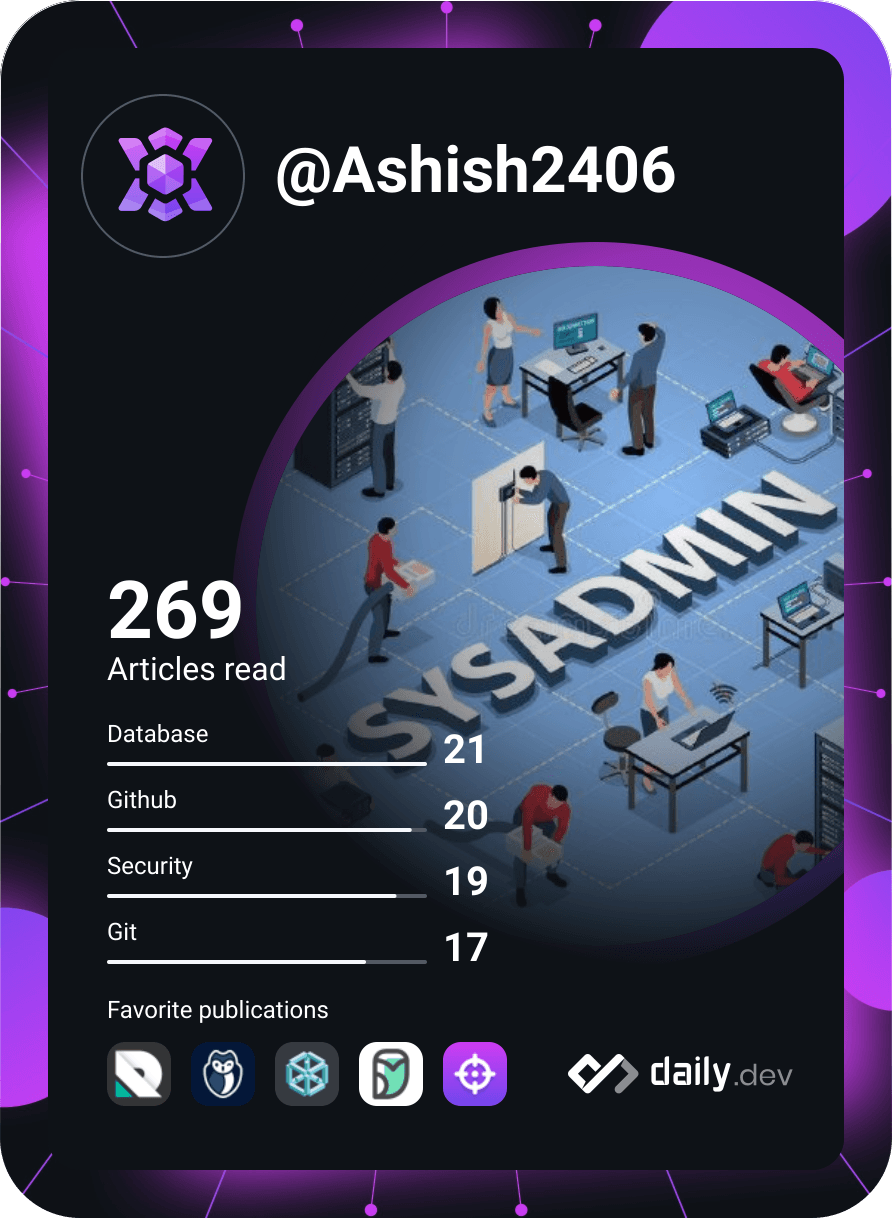 @Ashish2406
SYSADMIN
269
Articles read
Database
21
Github
20
Security
19
Git
17
Favorite publications
daily.dev